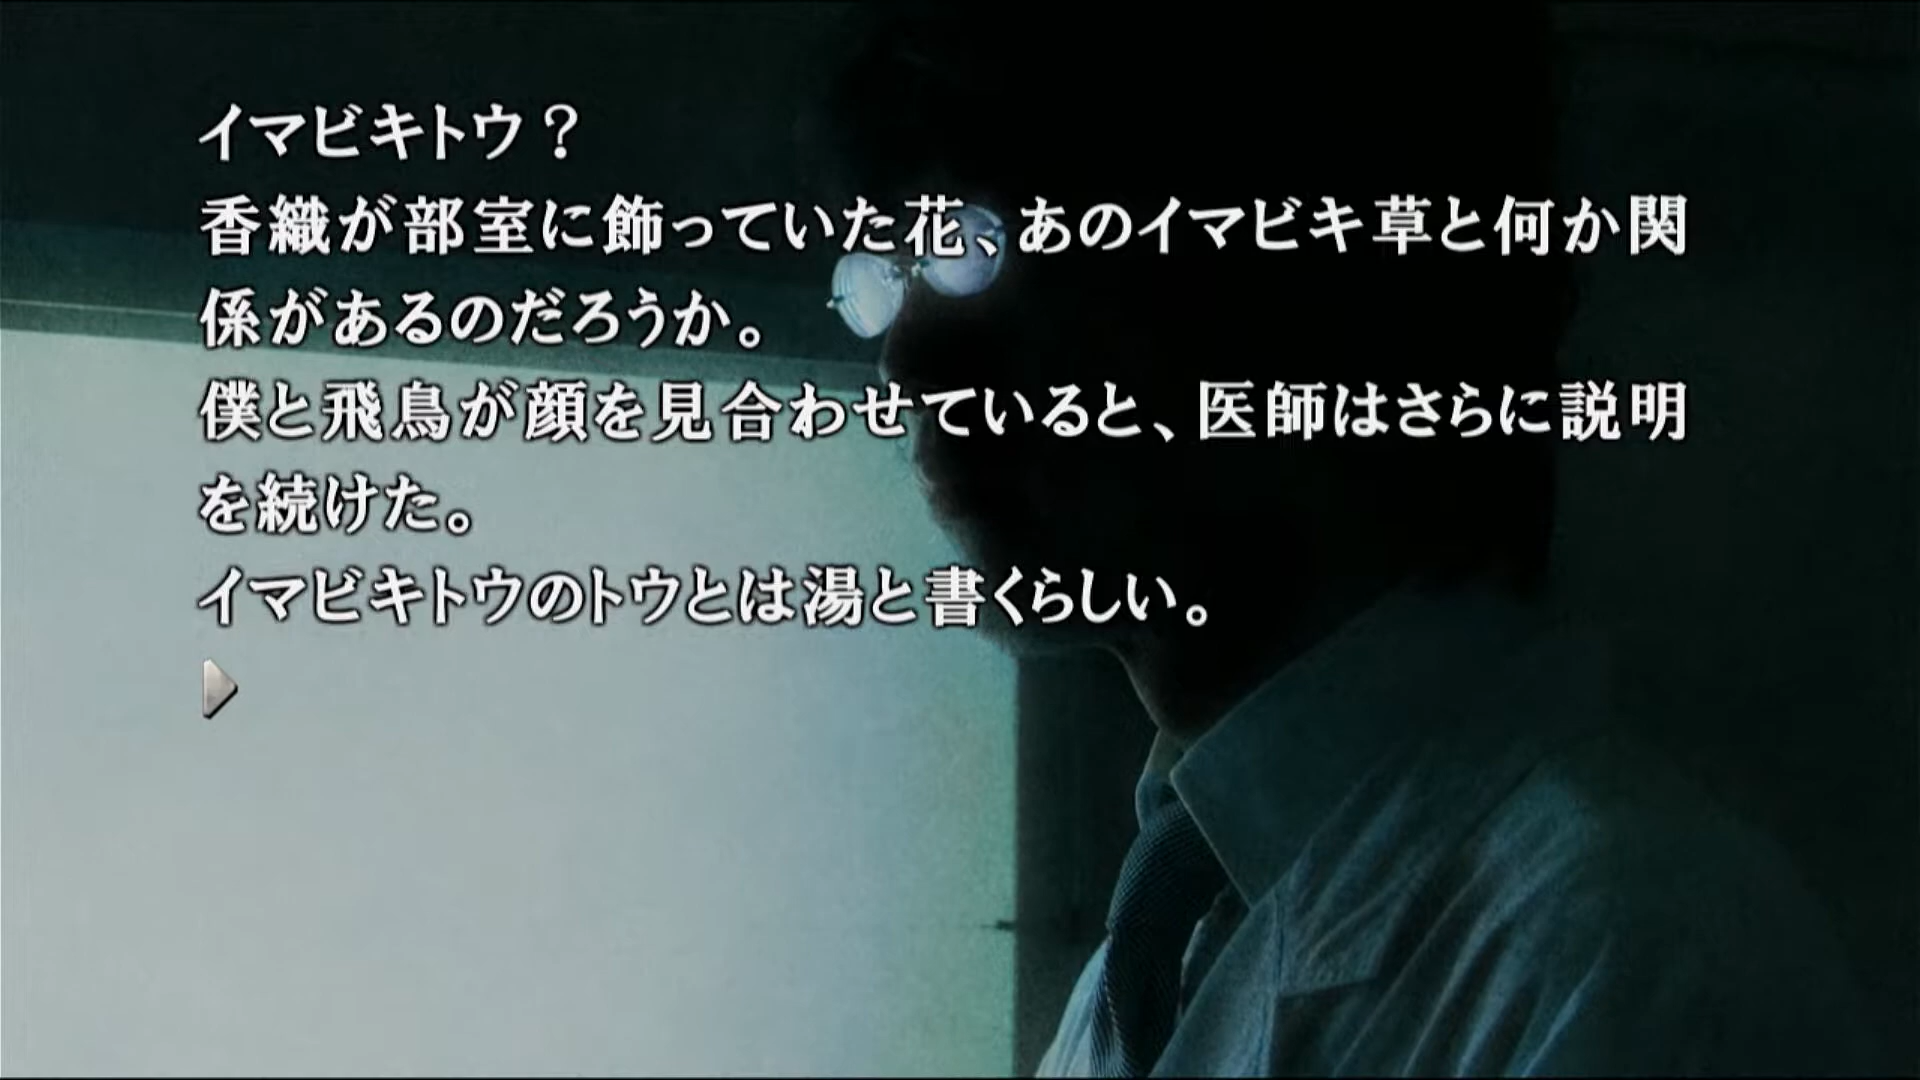 イマビキトウ？
香織が部室に飾っていた花、あのイマビキ草と何か関
係があるのだろうか。
僕と飛鳥が顔を見合わせていると、医師はさらに説明
を続けた。
イマビキトウのトウとは湯と書くらしい。